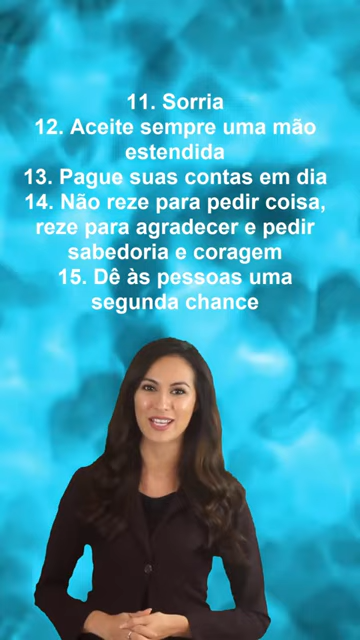 11. Sorria
12. Aceite sempre uma mão
estendida
13. Pague suas contas em dia
14. Não reze para pedir coisa,
reze para agradecer e pedir
sabedoria e coragem
15. Dê às pessoas uma
segunda chance